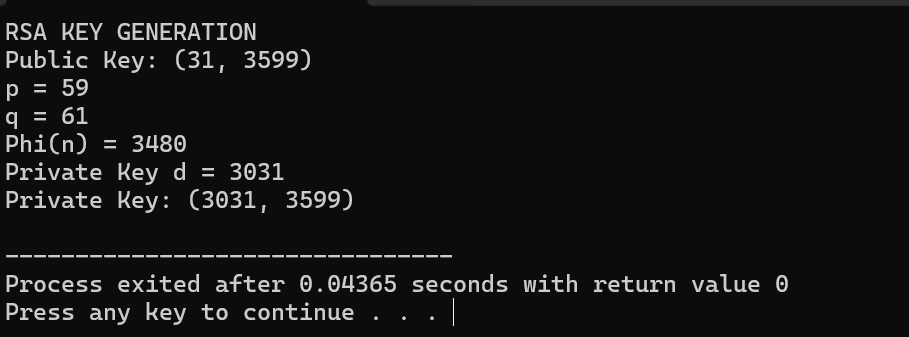 RSA KEY GENERATION
Public Key: (31, 3599)
p = 59
q = 61
Phi(n) = 3480
Private Key d = 3031
Private Key: (3031, 3599)
--------------------------------
Process exited after 0.04365 seconds with return value 0
Press any key to continue . . .